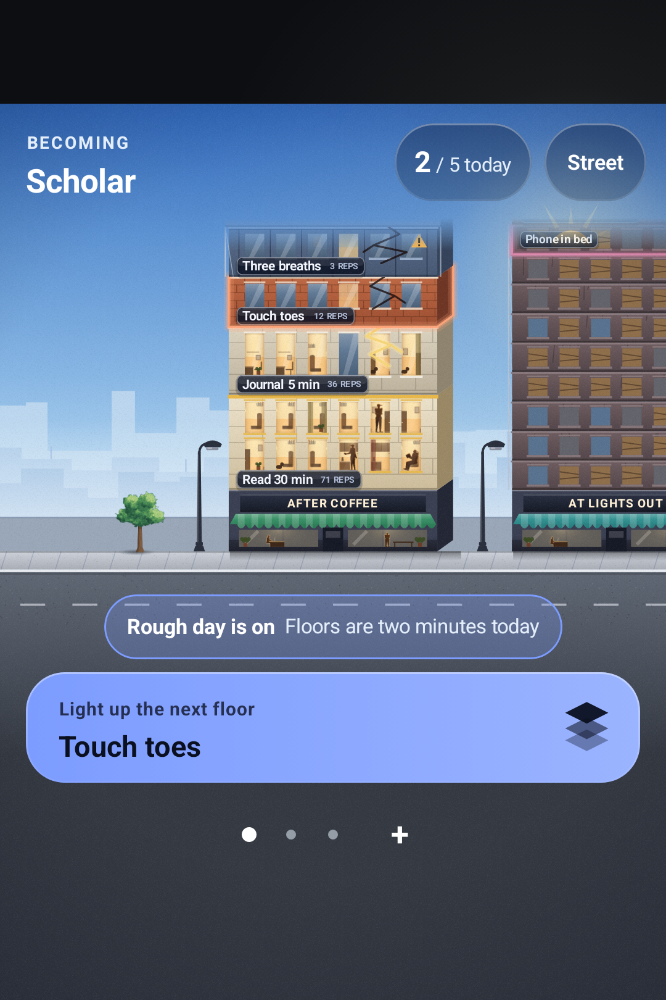 BECOMING
Scholar
2 / 5 today
Street
Phone in bed
Three breaths 3 REPS
Touch toes 12 REPS
Journal 5 min 36 REPS
Read 30 min 71 REPS
AFTER COFFEE
AT LIGHTS OUT
Rough day is on Floors are two minutes today
Light up the next floor
Touch toes